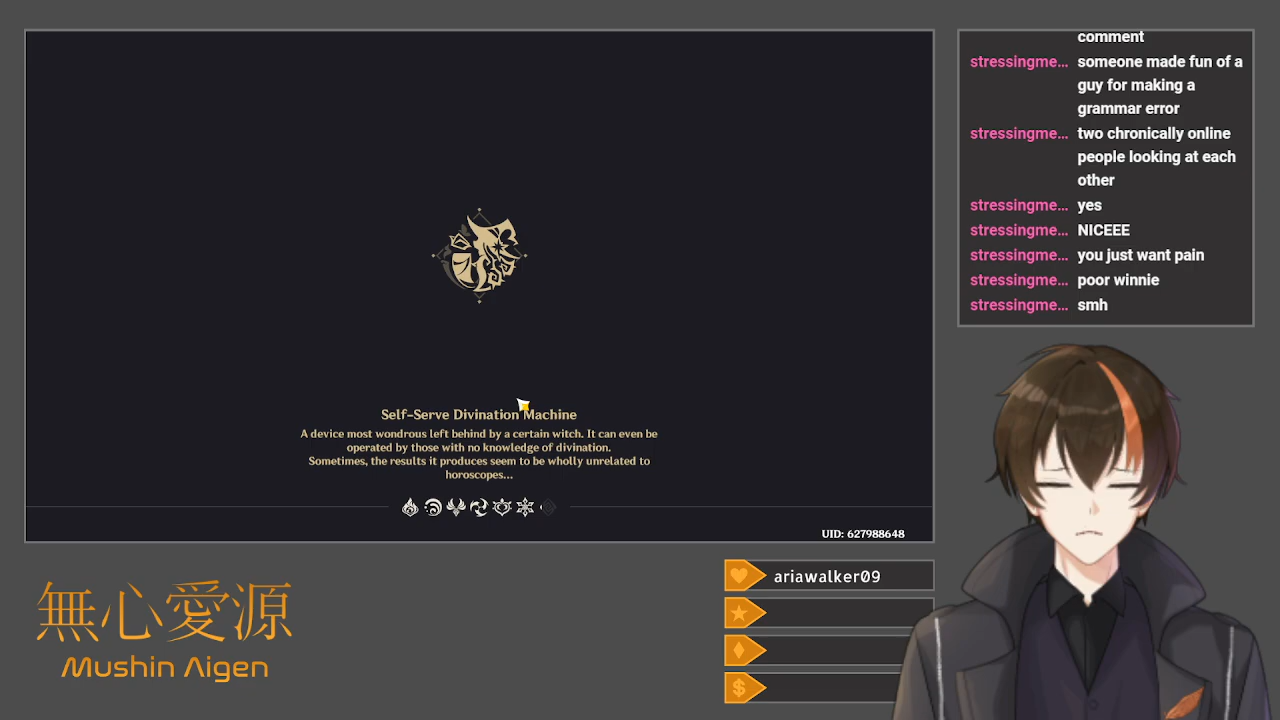 comment
stressingme... someone made fun of a
guy for making a
grammar error
stressingme... two chronically online
people looking at each
other
stressingme... yes
stressingme... NICEEE
stressingme... you just want pain
stressingme... poor winnie
stressingme... smh
Self-Serve Divination Machine
A device most wondrous left behind by a certain witch. It can even be
operated by those with no knowledge of divination.
Sometimes, the results it produces seem to be wholly unrelated to
horoscopes...
UID: 627988648
ariawalker09
$
無心愛源
Mushin Aigen